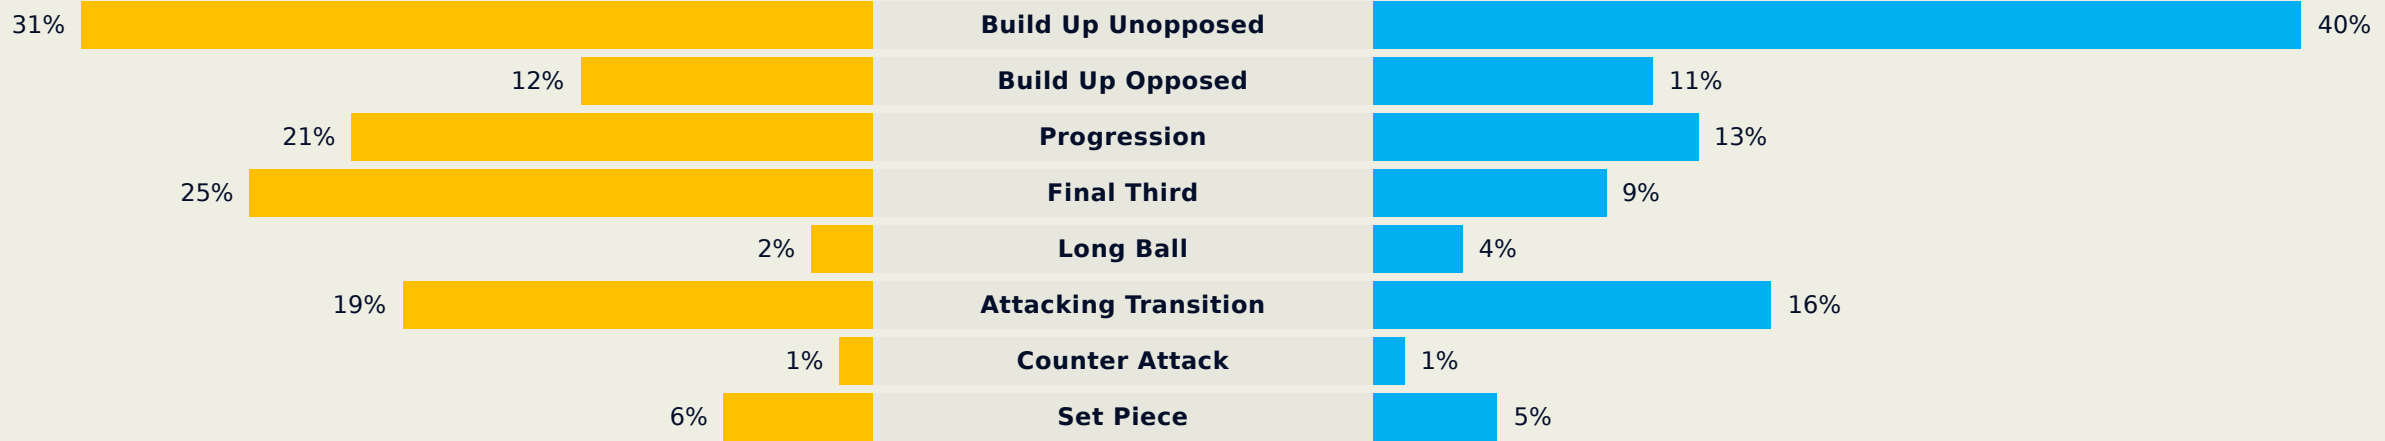 31% Build Up Unopposed 40%
12% Build Up Opposed 11%
21% Progression 13%
25% Final Third 9%
2% Long Ball 4%
19% Attacking Transition 16%
1% Counter Attack 1%
6% Set Piece 5%